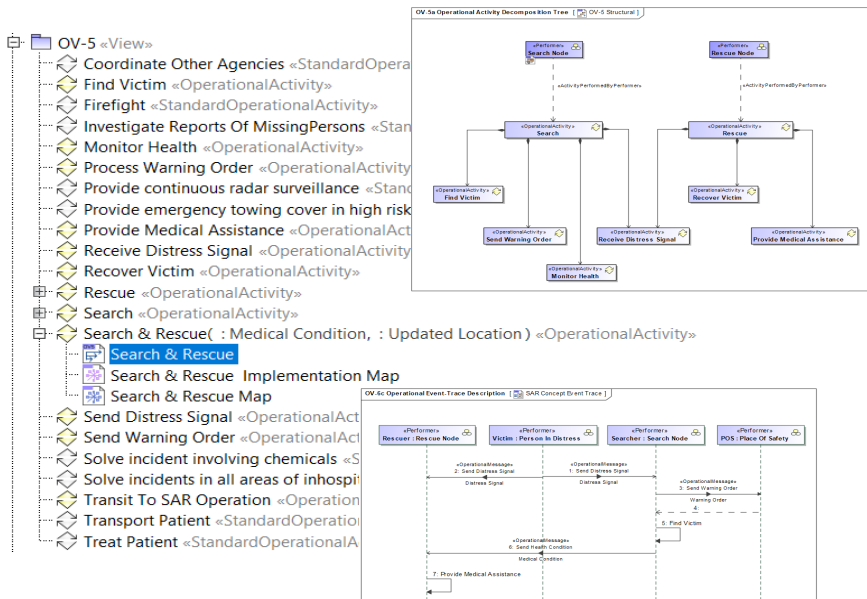 OV-5 «View»
Coordinate Other Agencies «StandardOpera
Find Victim «OperationalActivity»
Firefight «StandardOperationalActivity»
Investigate Reports Of MissingPersons «Stan
Monitor Health «OperationalActivity»
Process Warning Order «OperationalActivity
Provide continuous radar surveillance «Stand
Provide emergency towing cover in high risk
Provide Medical Assistance «OperationalAct
Receive Distress Signal «OperationalActivity
Recover Victim «OperationalActivity»
Rescue «OperationalActivity»
Search «OperationalActivity»
Search & Rescue( : Medical Condition, : Updated Location ) «OperationalActivity»
Search & Rescue
Search & Rescue Implementation Map
Search & Rescue Map
Send Distress Signal «OperationalAct
Send Warning Order «OperationalAct
Solve incident involving chemicals «S
Solve incidents in all areas of inhospit
Transit To SAR Operation «Operation
Transport Patient «StandardOperation
Treat Patient «StandardOperationalA
OV-5a Operational Activity Decomposition Tree [ OV-5 Structural ]
«Performer»
Search Node
«Performer»
Rescue Node
«ActivityPerformedByPerformer»
«ActivityPerformedByPerformer»
«OperationalActivity»
Search
«OperationalActivity»
Rescue
«OperationalActivity»
Find Victim
«OperationalActivity»
Recover Victim
«OperationalActivity»
Send Warning Order
«OperationalActivity»
Receive Distress Signal
«OperationalActivity»
Provide Medical Assistance
«OperationalActivity»
Monitor Health
OV-6c Operational Event-Trace Description [ SAR Concept Event Trace ]
«Performer»
Rescuer : Rescue Node
«Performer»
Victim : Person In Distress
«Performer»
Searcher : Search Node
«Performer»
POS : Place Of Safety
«OperationalMessage»
2: Send Distress Signal
Distress Signal
«OperationalMessage»
1: Send Distress Signal
Distress Signal
«OperationalMessage»
3: Send Warning Order
Warning Order
4:
5: Find Victim
«OperationalMessage»
6: Send Health Condition
Medical Condition
7: Provide Medical Assistance